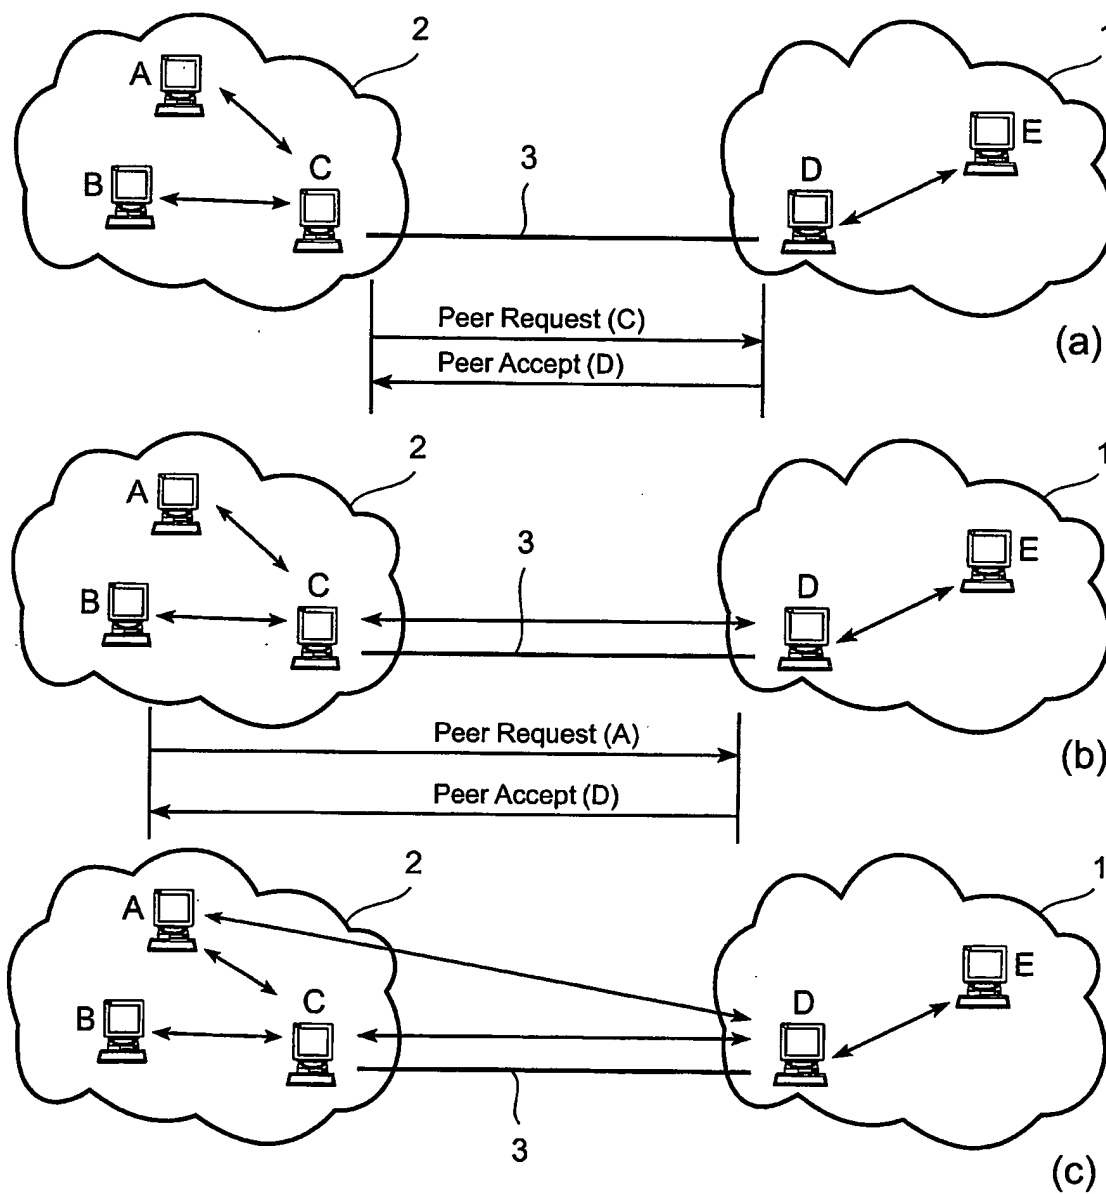 2
1
A
E
3
C
D
B
Peer Request (C)
(a)
Peer Accept (D)
2
1
A
3
E
C
D
B
Peer Request (A)
(b)
Peer Accept (D)
2
1
A
E
C
D
B
3
(c)